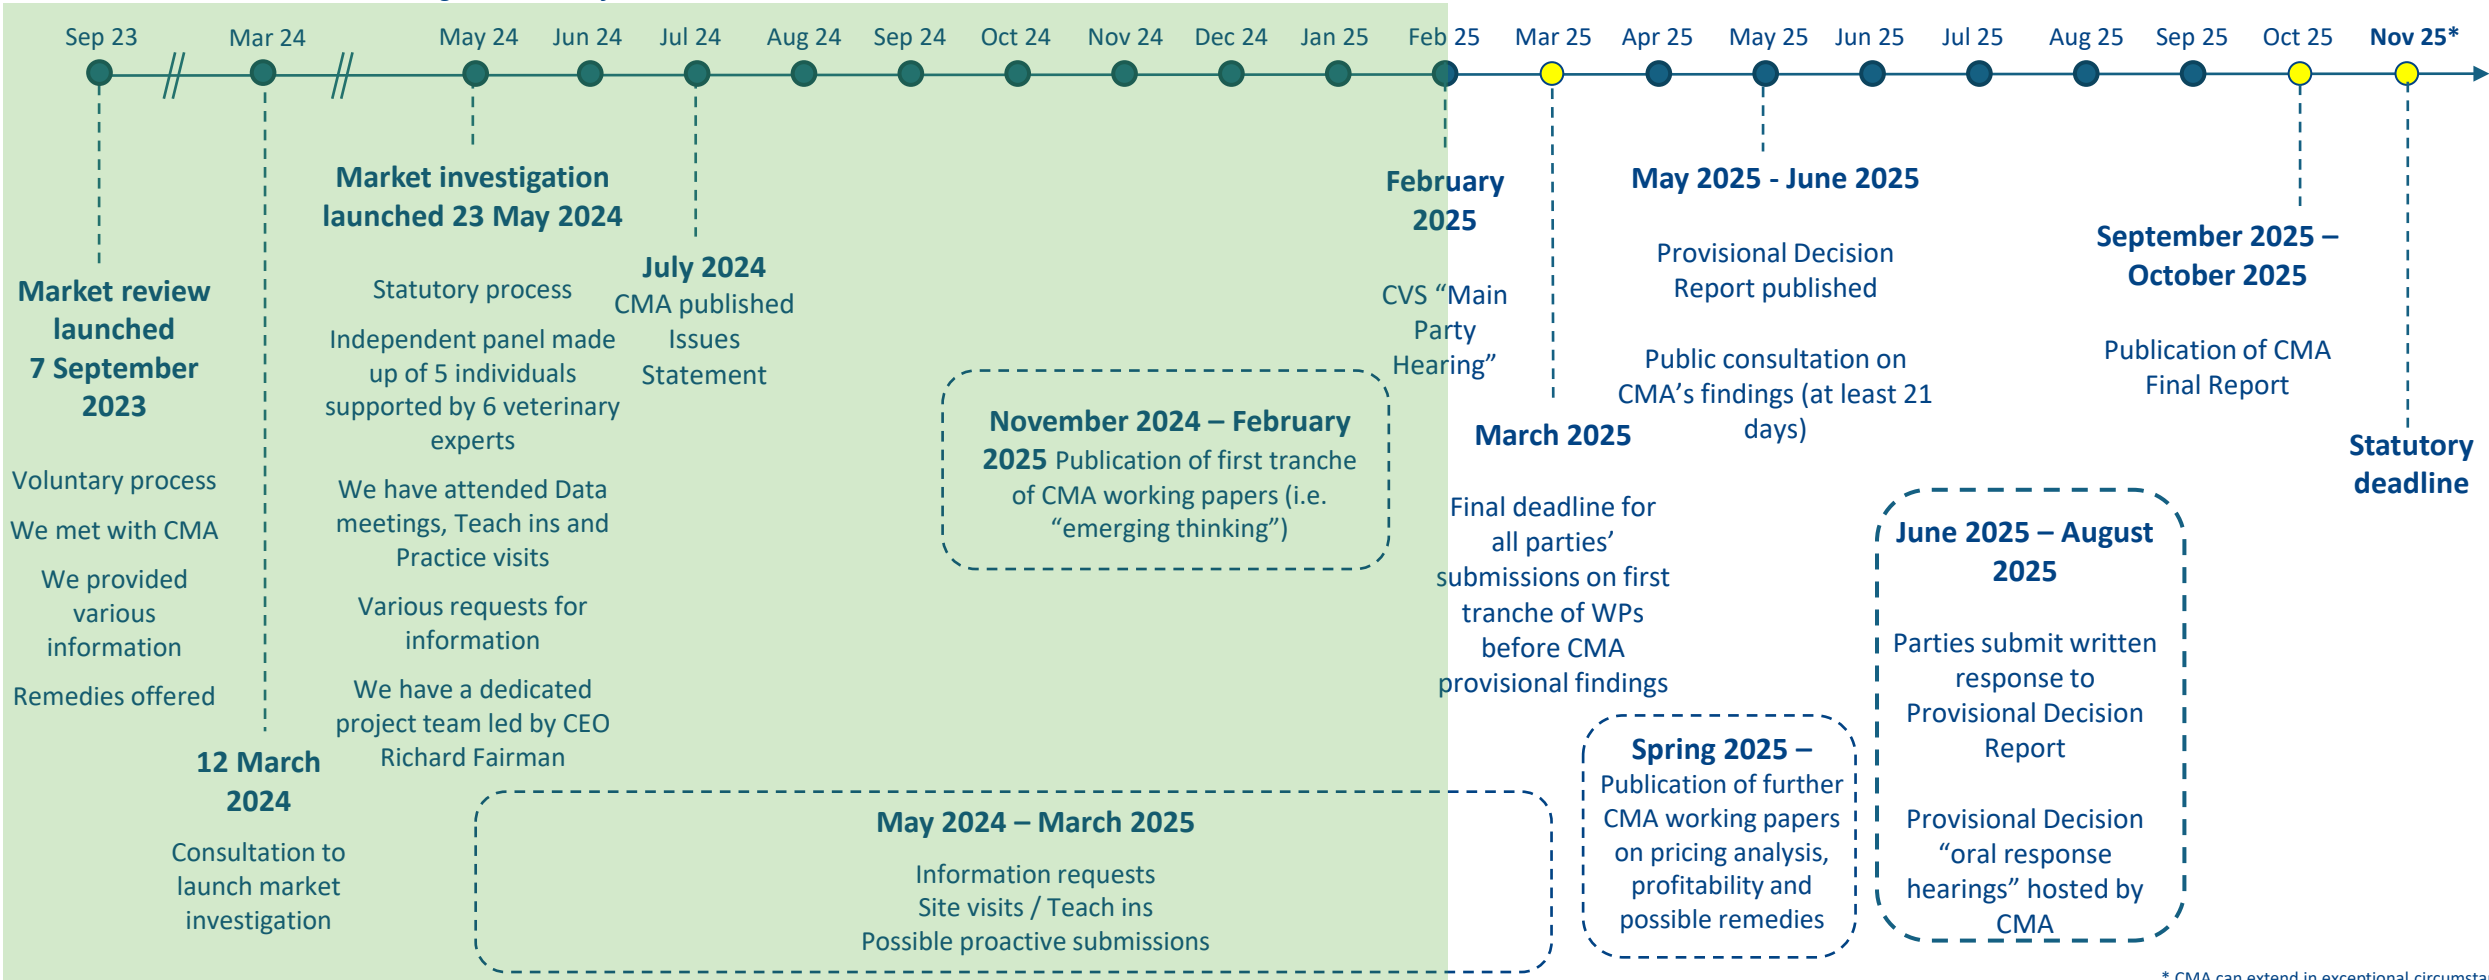 Sep 23
Mar 24
May 24
Jun 24
Jul 24
Aug 24
Sep 24
Oct 24
Nov 24
Dec 24
Jan 25
Feb 25
Mar 25
Apr 25
May 25
Jun 25
Jul 25
Aug 25
Sep 25
Oct 25
Nov 25*
Market review
launched
7 September
2023
Voluntary process
We met with CMA
We provided
various
information
Remedies offered
12 March
2024
Consultation to
launch market
investigation
Market investigation
launched 23 May 2024
Statutory process
Independent panel made
up of 5 individuals
supported by 6 veterinary
experts
We have attended Data
meetings, Teach ins and
Practice visits
Various requests for
information
We have a dedicated
project team led by CEO
Richard Fairman
July 2024
CMA published
Issues
Statement
November 2024 – February
2025 Publication of first tranche
of CMA working papers (i.e.
“emerging thinking”)
May 2024 – March 2025
Information requests
Site visits / Teach ins
Possible proactive submissions
February
2025
CVS “Main
Party
Hearing”
March 2025
Final deadline for
all parties’
submissions on first
tranche of WPs
before CMA
provisional findings
May 2025 - June 2025
Provisional Decision
Report published
Public consultation on
CMA’s findings (at least 21
days)
Spring 2025 –
Publication of further
CMA working papers
on pricing analysis,
profitability and
possible remedies
June 2025 – August
2025
Parties submit written
response to
Provisional Decision
Report
Provisional Decision
“oral response
hearings” hosted by
CMA
September 2025 –
October 2025
Publication of CMA
Final Report
Statutory
deadline
* CMA can extend in exceptional